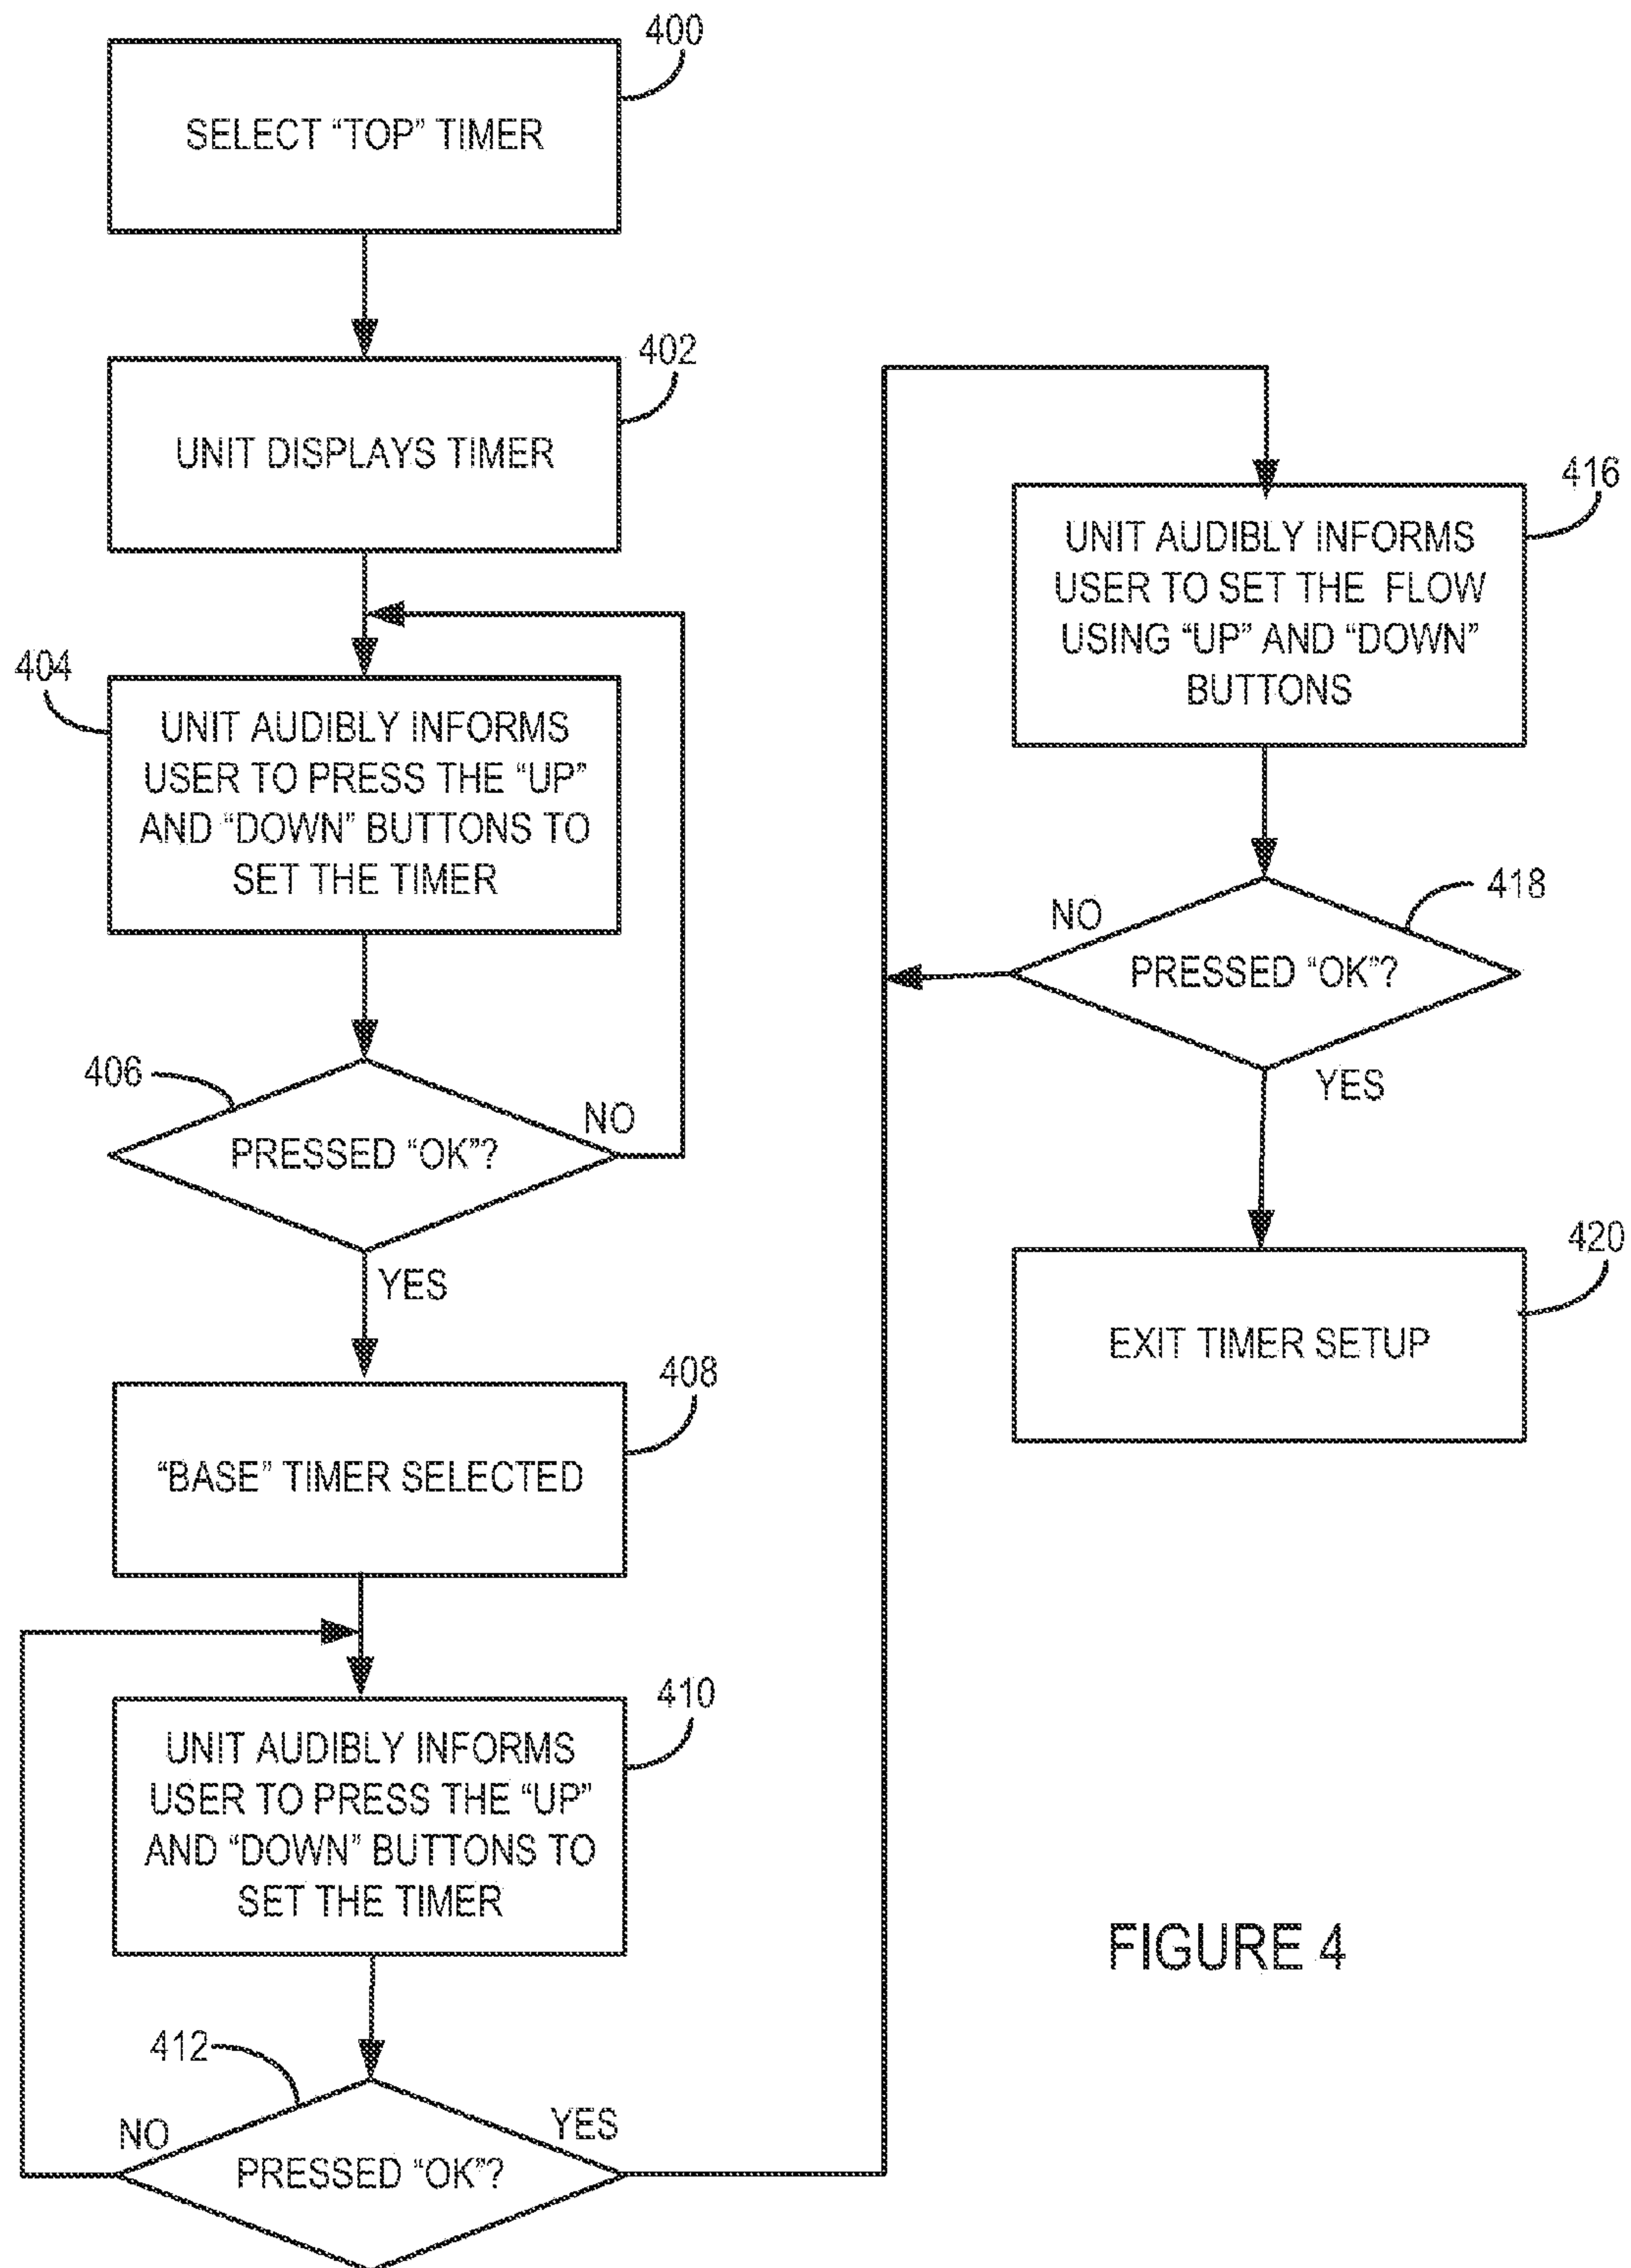 400
SELECT “TOP” TIMER
402
UNIT DISPLAYS TIMER
404
UNIT AUDIBLY INFORMS
USER TO PRESS THE “UP”
AND “DOWN” BUTTONS TO
SET THE TIMER
406
NO
PRESSED “OK”?
YES
408
“BASE” TIMER SELECTED
410
UNIT AUDIBLY INFORMS
USER TO PRESS THE “UP”
AND “DOWN” BUTTONS TO
SET THE TIMER
412
NO
YES
PRESSED “OK”?
416
UNIT AUDIBLY INFORMS
USER TO SET THE FLOW
USING “UP” AND “DOWN”
BUTTONS
418
NO
PRESSED “OK”?
YES
420
EXIT TIMER SETUP
FIGURE 4